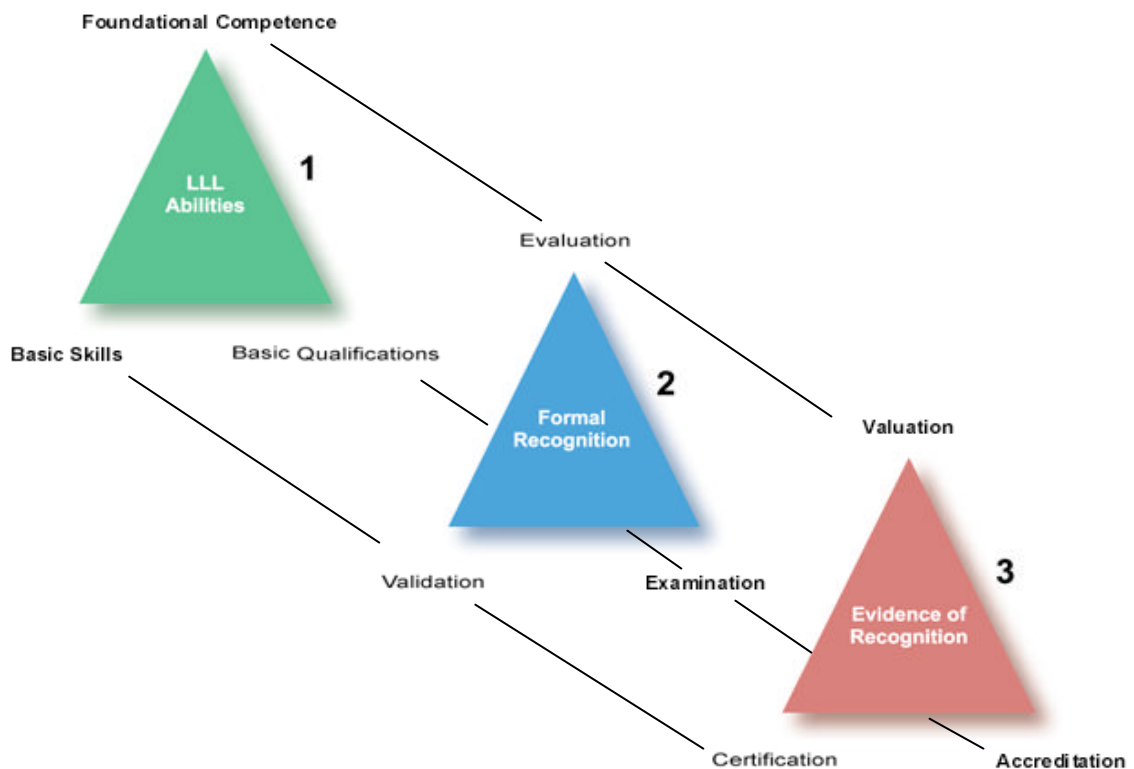 Foundational Competence
1
LLL
Abilities
Evaluation
Basic Skills
Basic Qualifications
2
Formal
Recognition
Valuation
Validation
Examination
3
Evidence of
Recognition
Certification
Accreditation